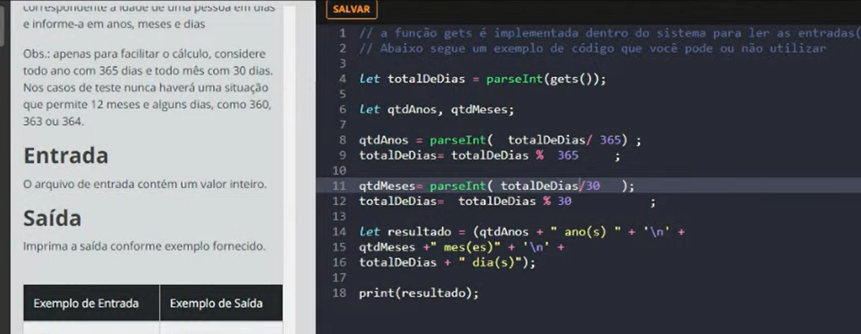 correspondente à idade de uma pessoa em dias
e informe-a em anos, meses e dias
Obs.: apenas para facilitar o cálculo, considere
todo ano com 365 dias e todo mês com 30 dias.
Nos casos de teste nunca haverá uma situação
que permite 12 meses e alguns dias, como 360,
363 ou 364.
Entrada
O arquivo de entrada contém um valor inteiro.
Saída
Imprima a saída conforme exemplo fornecido.
Exemplo de Entrada
Exemplo de Saída
SALVAR
1 // a função gets é implementada dentro do sistema para ler as entradas(
2 // Abaixo segue um exemplo de código que você pode ou não utilizar
3
4 let totalDeDias = parseInt(gets());
5
6 let qtdAnos, qtdMeses;
7
8 qtdAnos = parseInt( totalDeDias/ 365) ;
9 totalDeDias= totalDeDias % 365 ;
10
11 qtdMeses= parseInt( totalDeDias/30 );
12 totalDeDias= totalDeDias % 30 ;
13
14 let resultado = (qtdAnos + " ano(s) " + '\n' +
15 qtdMeses +" mes(es)" + '\n' +
16 totalDeDias + " dia(s)");
17
18 print(resultado);